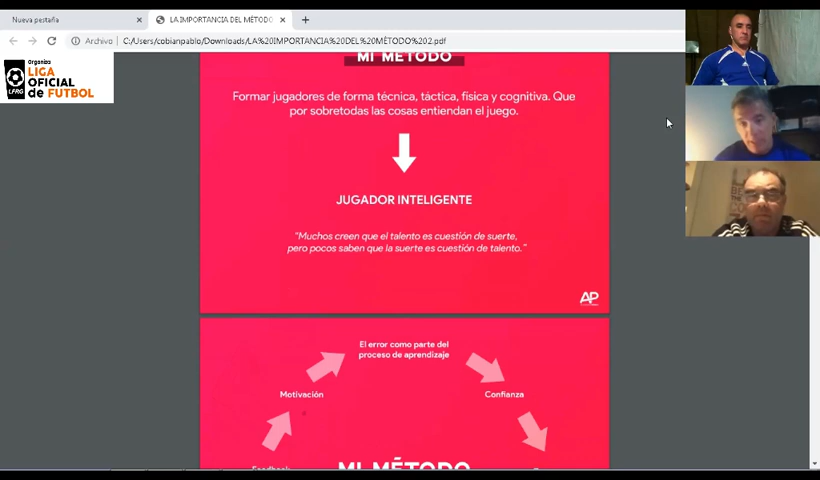 Nueva pestaña
LA IMPORTANCIA DEL MÉTODO
Archivo
C:/Users/cobianpablo/Downloads/LA%20IMPORTANCIA%20DEL%20MÉTODO%202.pdf
Organiza
LIGA
OFICIAL
de FUTBOL
LFRG
MI MÉTODO
Formar jugadores de forma técnica, táctica, física y cognitiva. Que
por sobretodas las cosas entiendan el juego.
JUGADOR INTELIGENTE
"Muchos creen que el talento es cuestión de suerte,
pero pocos saben que la suerte es cuestión de talento."
AP
El error como parte del
proceso de aprendizaje
Motivación
Confianza
Feedback
MI MÉTODO